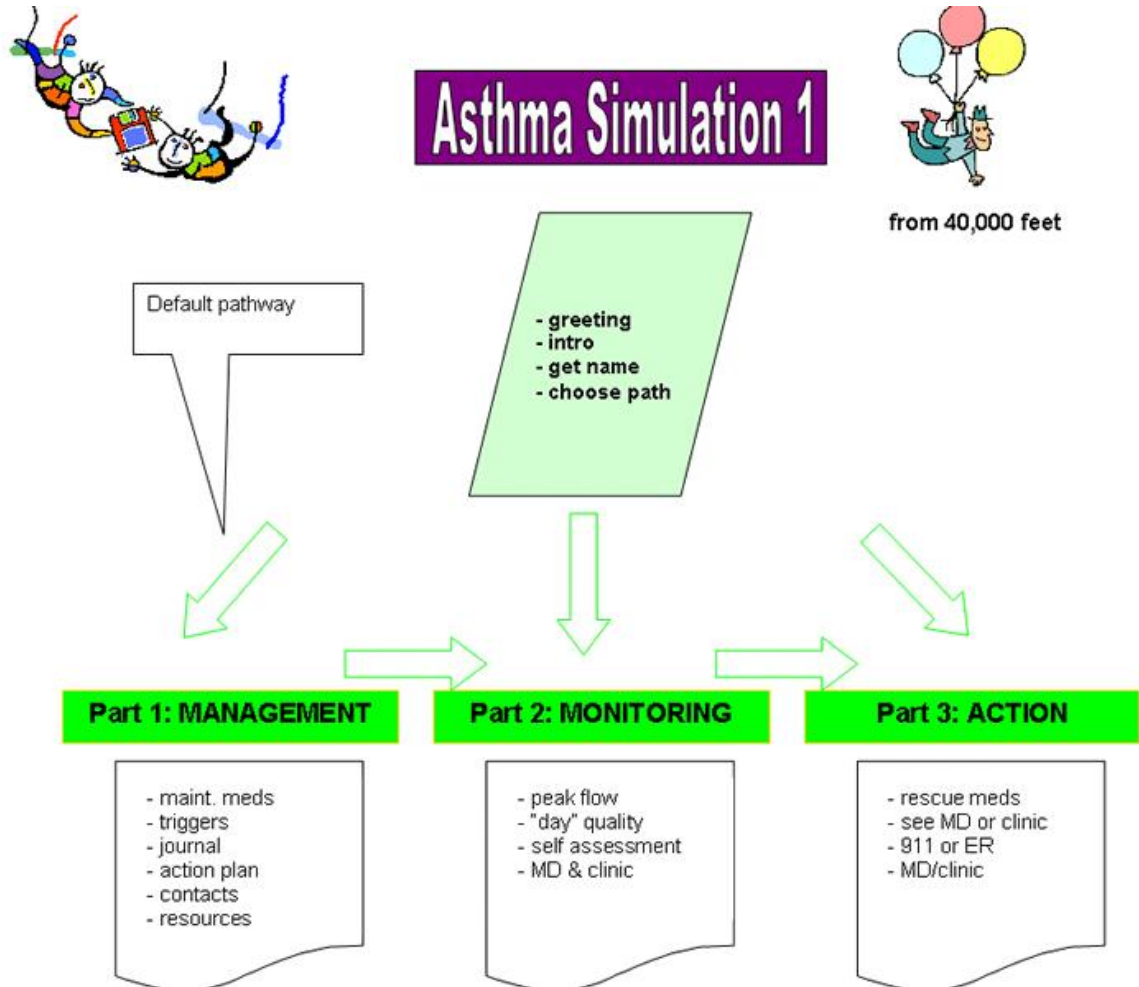 Asthma Simulation 1
from 40,000 feet
Default pathway
- greeting
- intro
- get name
- choose path
Part 1: MANAGEMENT
Part 2: MONITORING
Part 3: ACTION
- maint. meds
- triggers
- journal
- action plan
- contacts
- resources
- peak flow
- "day" quality
- self assessment
- MD & clinic
- rescue meds
- see MD or clinic
- 911 or ER
- MD/clinic